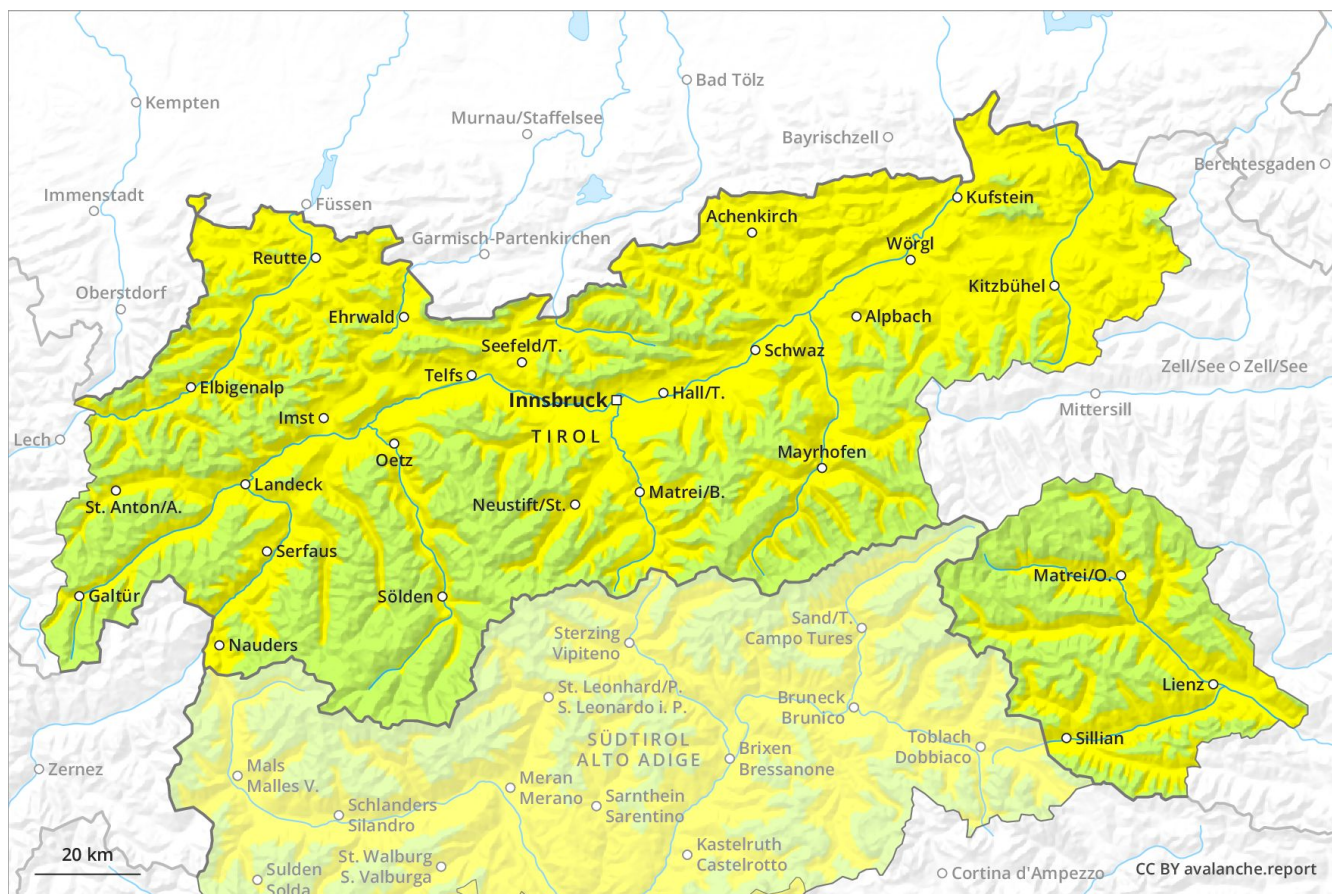 Bad Tölz
Kempten
Murnau/Staffelsee
Bayrischzell
Berchtesgaden
Immenstadt
Füssen
Kufstein
Achenkirch
Garmisch-Partenkirchen
Wörgl
Reutte
Kitzbühel
Oberstdorf
Ehrwald
Alpbach
Seefeld/T.
Schwaz
Telfs
Zell/See
Zell/See
Elbigenalp
Innsbruck
Hall/T.
Mittersill
Imst
TIROL
Lech
Oetz
Mayrhofen
Landeck
Matrei/B.
St. Anton/A.
Neustift/St.
Serfaus
Matrei/O.
Galtür
Sölden
Sand/T.
Campo Tures
Sterzing
Vipiteno
Nauders
Lienz
St. Leonhard/P.
S. Leonardo i. P.
Bruneck
Brunico
Sillian
SÜDTIROL
ALTO ADIGE
Toblach
Dobbiaco
Brixen
Bressanone
Zernez
Mals
Malles V.
Meran
Merano
Sarnthein
Sarentino
Schlanders
Silandro
Kastelruth
Castelrotto
20 km
St. Walburg
S. Valburga
Cortina d'Ampezzo
CC BY avalanche.report
Sulden
Solda